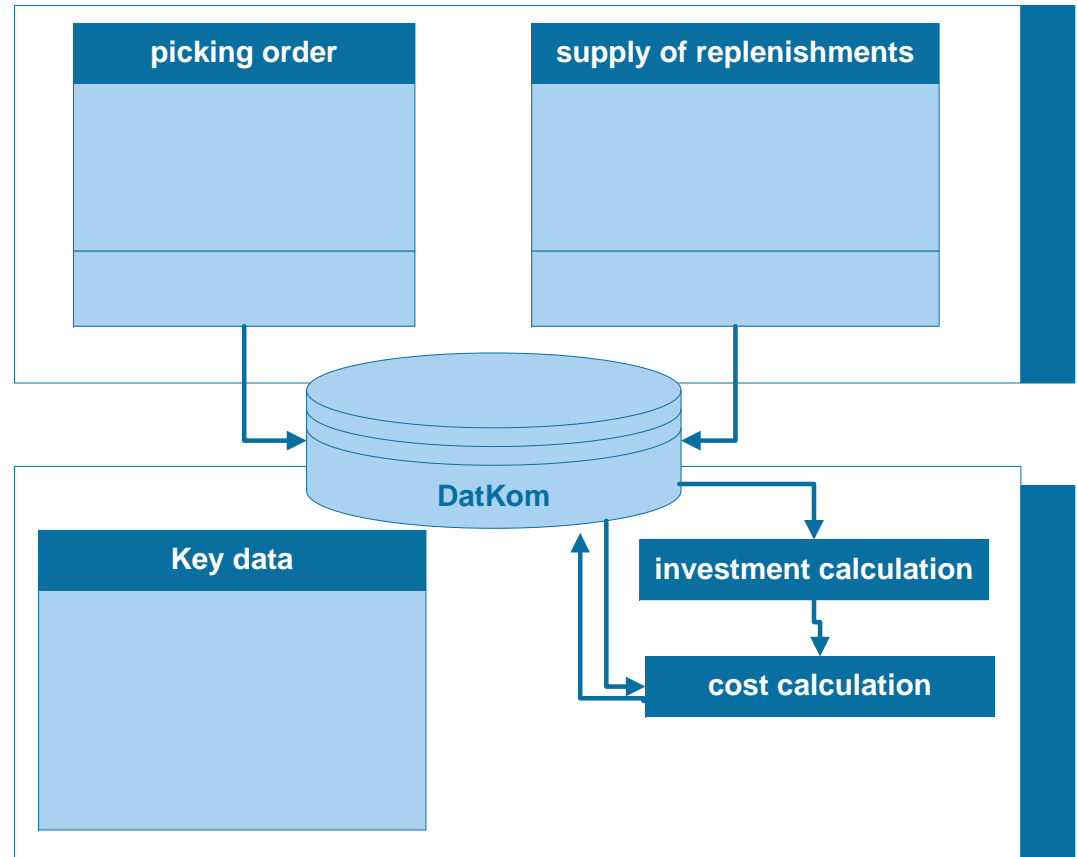 picking order
supply of replenishments
DatKom
Key data
investment calculation
cost calculation